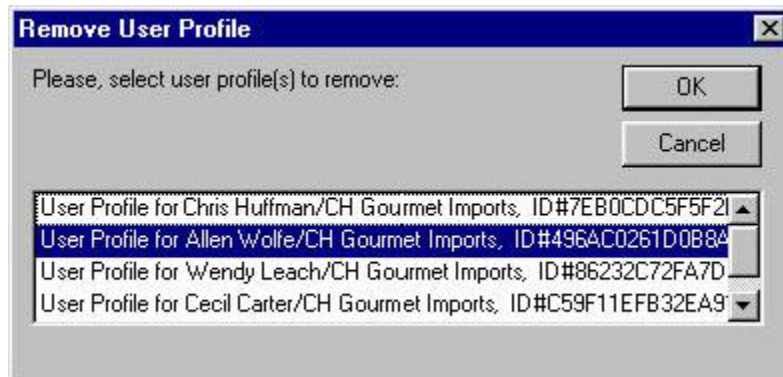 Remove User Profile
Please, select user profile(s) to remove:
OK
Cancel
User Profile for Chris Huffman/CH Gourmet Imports, ID#7EB0CDC5F5F2
User Profile for Allen Wolfe/CH Gourmet Imports, ID#496AC0261D0B8A
User Profile for Wendy Leach/CH Gourmet Imports, ID#86232C72FA7D
User Profile for Cecil Carter/CH Gourmet Imports, ID#C59F11EFB32EA9